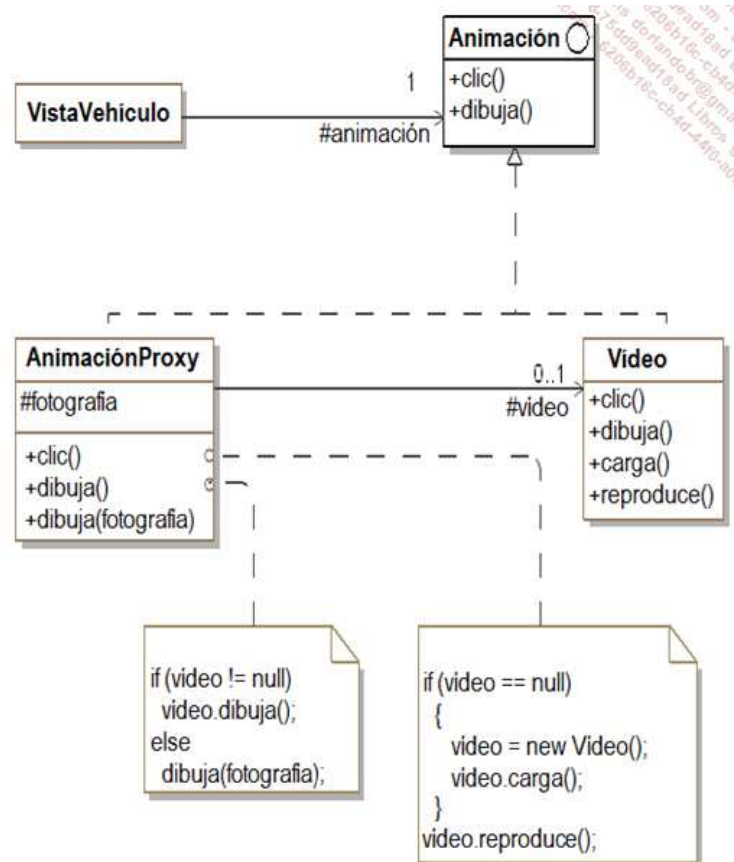 Animación
+clic()
+dibuja()
1
VistaVehiculo
#animación
AnimaciónProxy
#fotografia
+clic()
+dibuja()
+dibuja(fotografia)
0..1
#video
Video
+clic()
+dibuja()
+carga()
+reproduce()
if (video != null)
video.dibuja();
else
dibuja(fotografia);
if (video == null)
{
video = new Video();
video.carga();
}
video.reproduce();